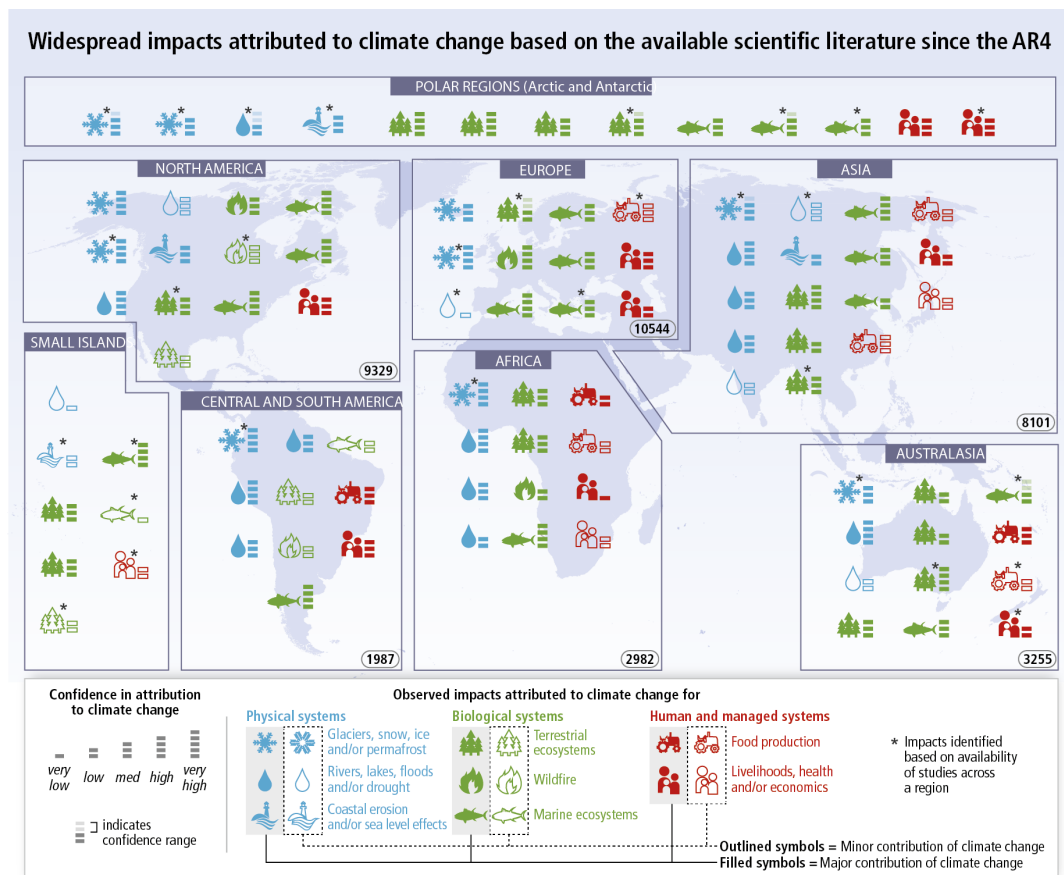 Widespread impacts attributed to climate change based on the available scientific literature since the AR4
POLAR REGIONS (Arctic and Antarctic
* * * * * * * *
NORTH AMERICA
* * *
9329
EUROPE
* * * * * *
10544
ASIA
* * *
8101
SMALL ISLAND
* * * * *
CENTRAL AND SOUTH AMERICA
*
1987
AFRICA
*
2982
AUSTRALASIA
* * * * *
3255
Confidence in attribution
to climate change
very
low
low
med
high
very
high
indicates
confidence range
Observed impacts attributed to climate change for
Physical systems
Glaciers, snow, ice
and/or permafrost
Rivers, lakes, floods
and/or drought
Coastal erosion
and/or sea level effects
Biological systems
Terrestrial
ecosystems
Wildfire
Marine ecosystems
Human and managed systems
Food production
Livelihoods, health
and/or economics
* Impacts identified
based on availability
of studies across
a region
Outlined symbols = Minor contribution of climate change
Filled symbols = Major contribution of climate change